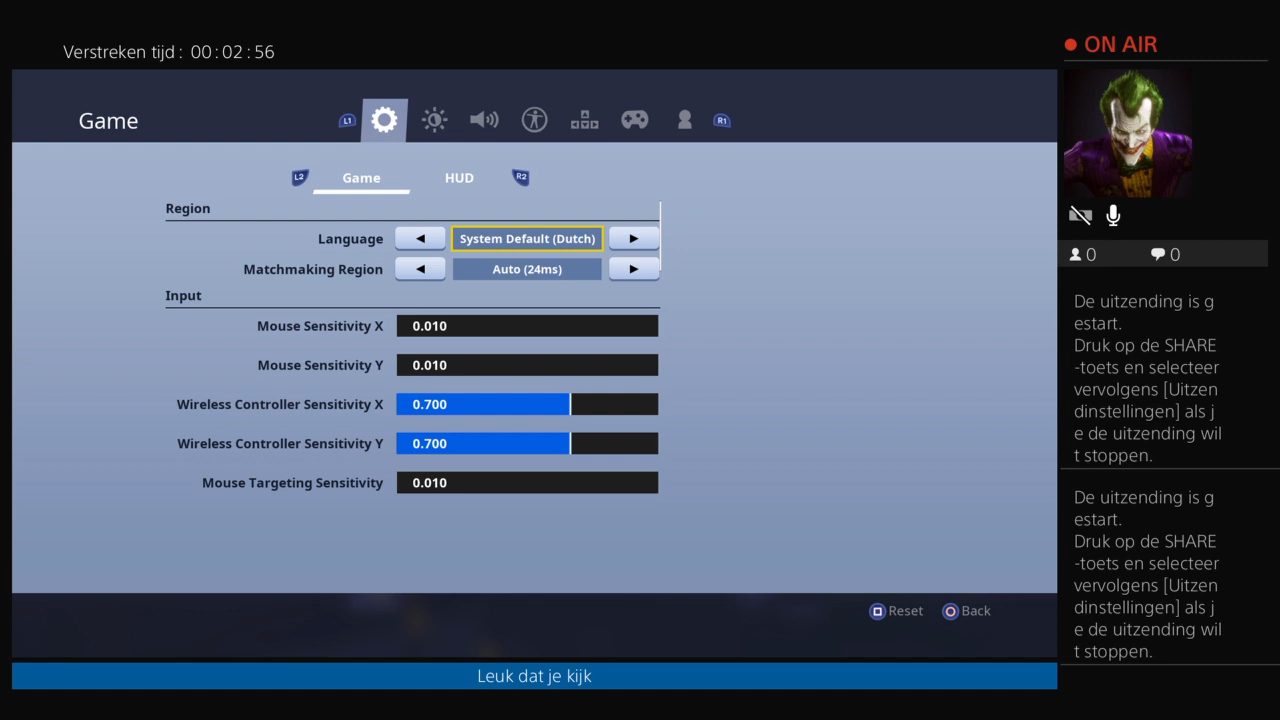 Verstreken tijd : 00:02:56
ON AIR
Game
L1
R1
L2
Game
HUD
R2
Region
Language
System Default (Dutch)
Matchmaking Region
Auto (24ms)
Input
Mouse Sensitivity X
0.010
Mouse Sensitivity Y
0.010
Wireless Controller Sensitivity X
0.700
Wireless Controller Sensitivity Y
0.700
Mouse Targeting Sensitivity
0.010
Reset
Back
Leuk dat je kijk
0
0
De uitzending is g
estart.
Druk op de SHARE
-toets en selecteer
vervolgens [Uitzen
dinstellingen] als j
e de uitzending wil
t stoppen.
De uitzending is g
estart.
Druk op de SHARE
-toets en selecteer
vervolgens [Uitzen
dinstellingen] als j
e de uitzending wil
t stoppen.